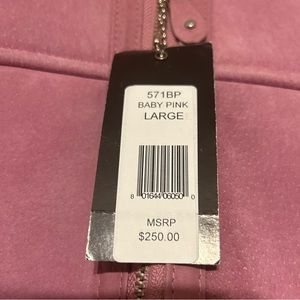 571BP
BABY PINK
LARGE
8 01644 06050 0
MSRP
$250.00